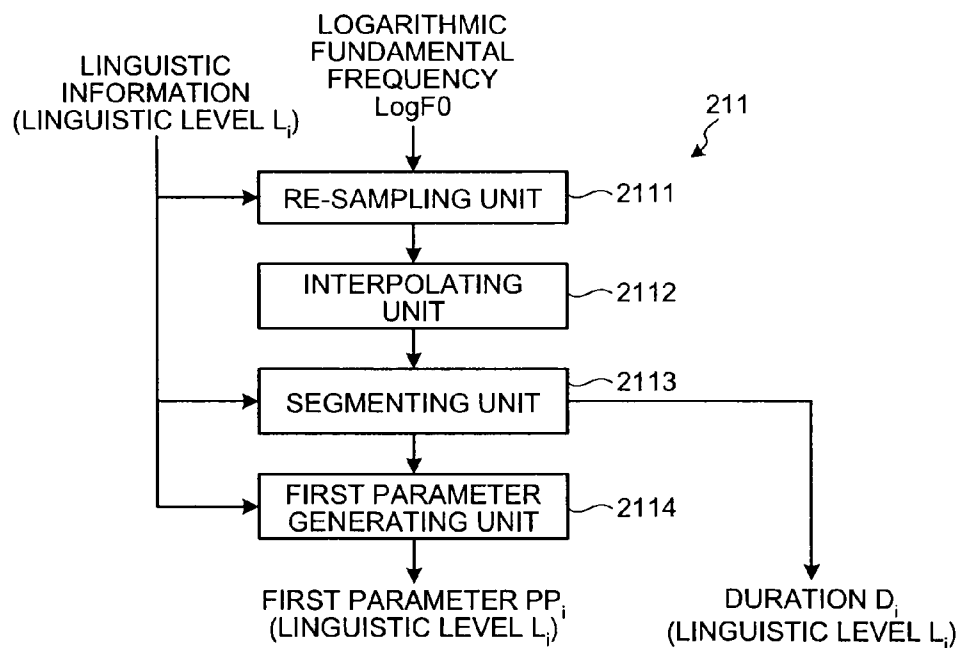 LOGARITHMIC
FUNDAMENTAL
FREQUENCY
LogF0
LINGUISTIC
INFORMATION
(LINGUISTIC LEVEL Li)
211
RE-SAMPLING UNIT
2111
INTERPOLATING
UNIT
2112
SEGMENTING UNIT
2113
FIRST PARAMETER
GENERATING UNIT
2114
FIRST PARAMETER PPi
(LINGUISTIC LEVEL Li)
DURATION Di
(LINGUISTIC LEVEL Li)